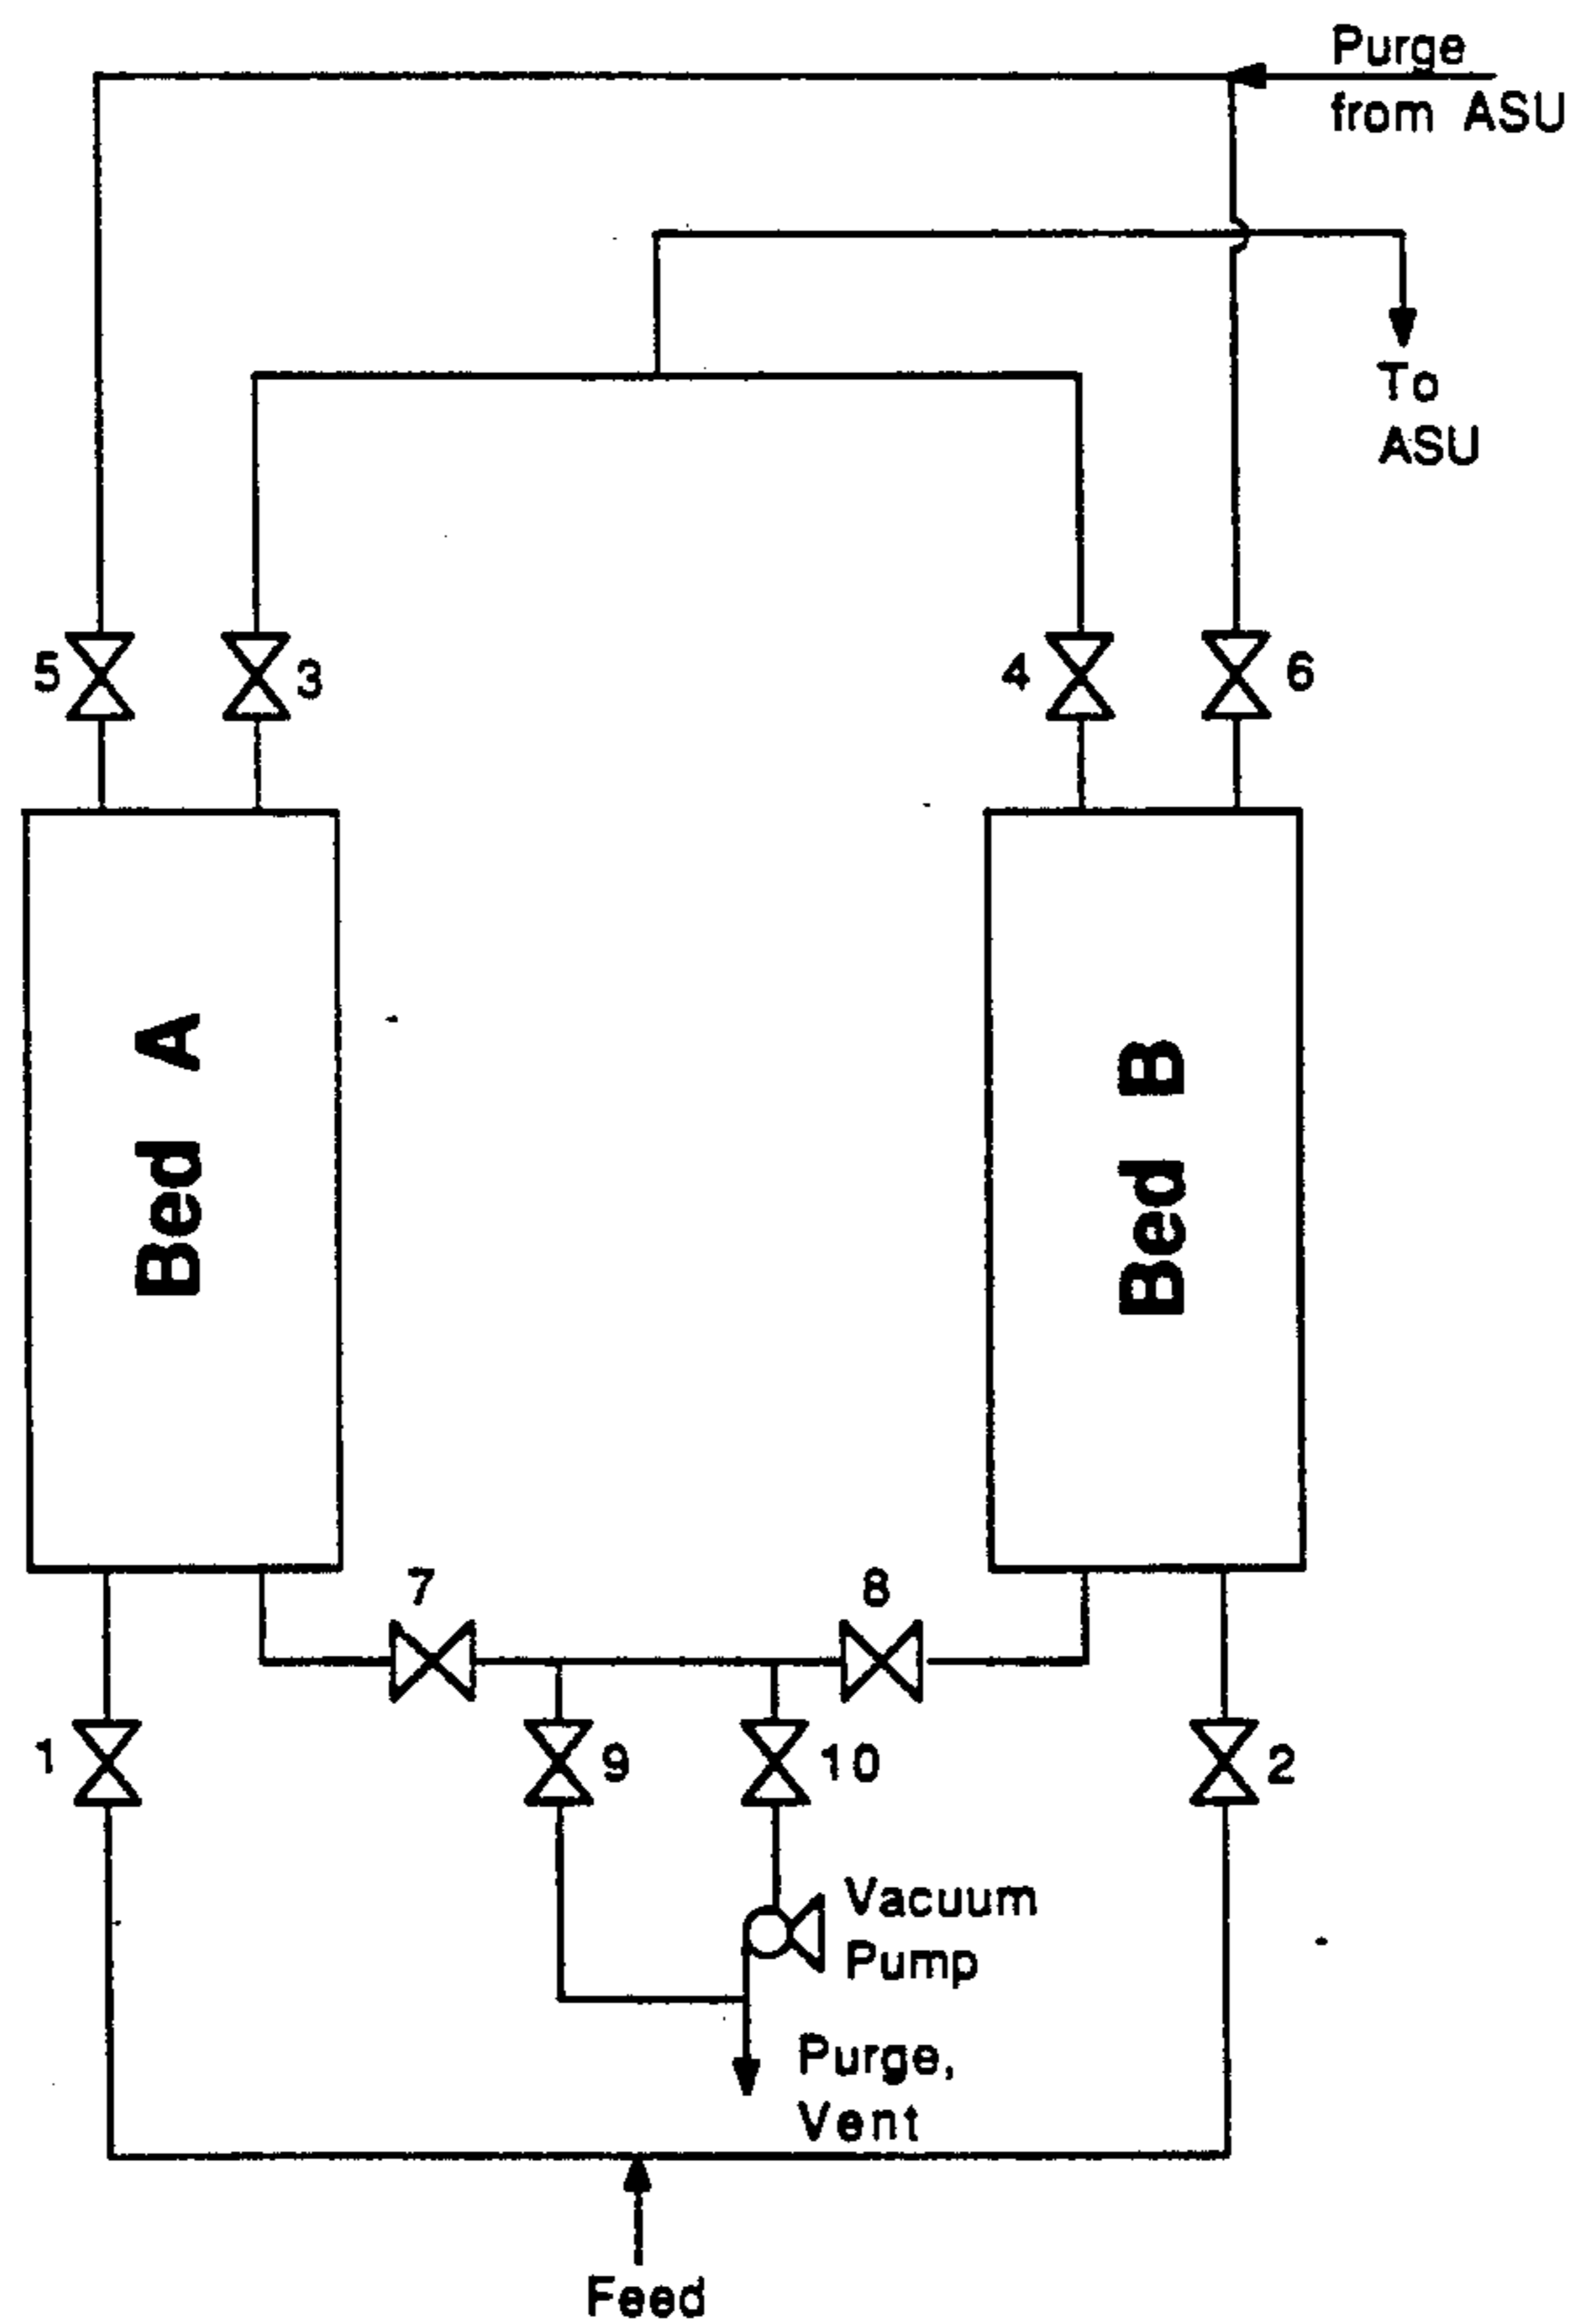 Purge
from ASU
To
ASU
5
3
4
6
Bed A
Bed B
7
8
1
9
10
2
Vacuum
Pump
Purge,
Vent
Feed